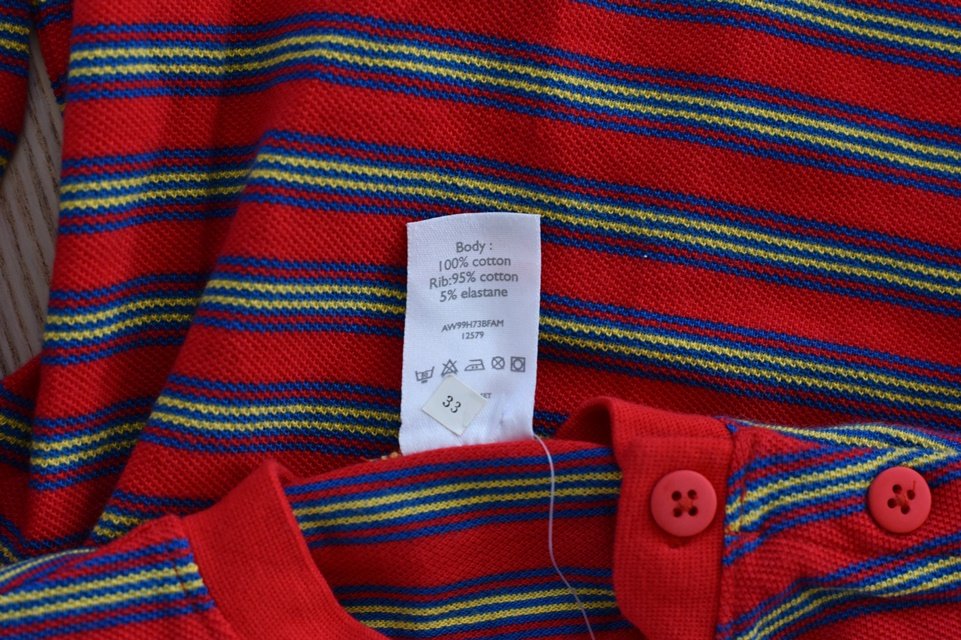 Body :
100% cotton
Rib:95% cotton
5% elastane
AW99H73BFAM
12579
33